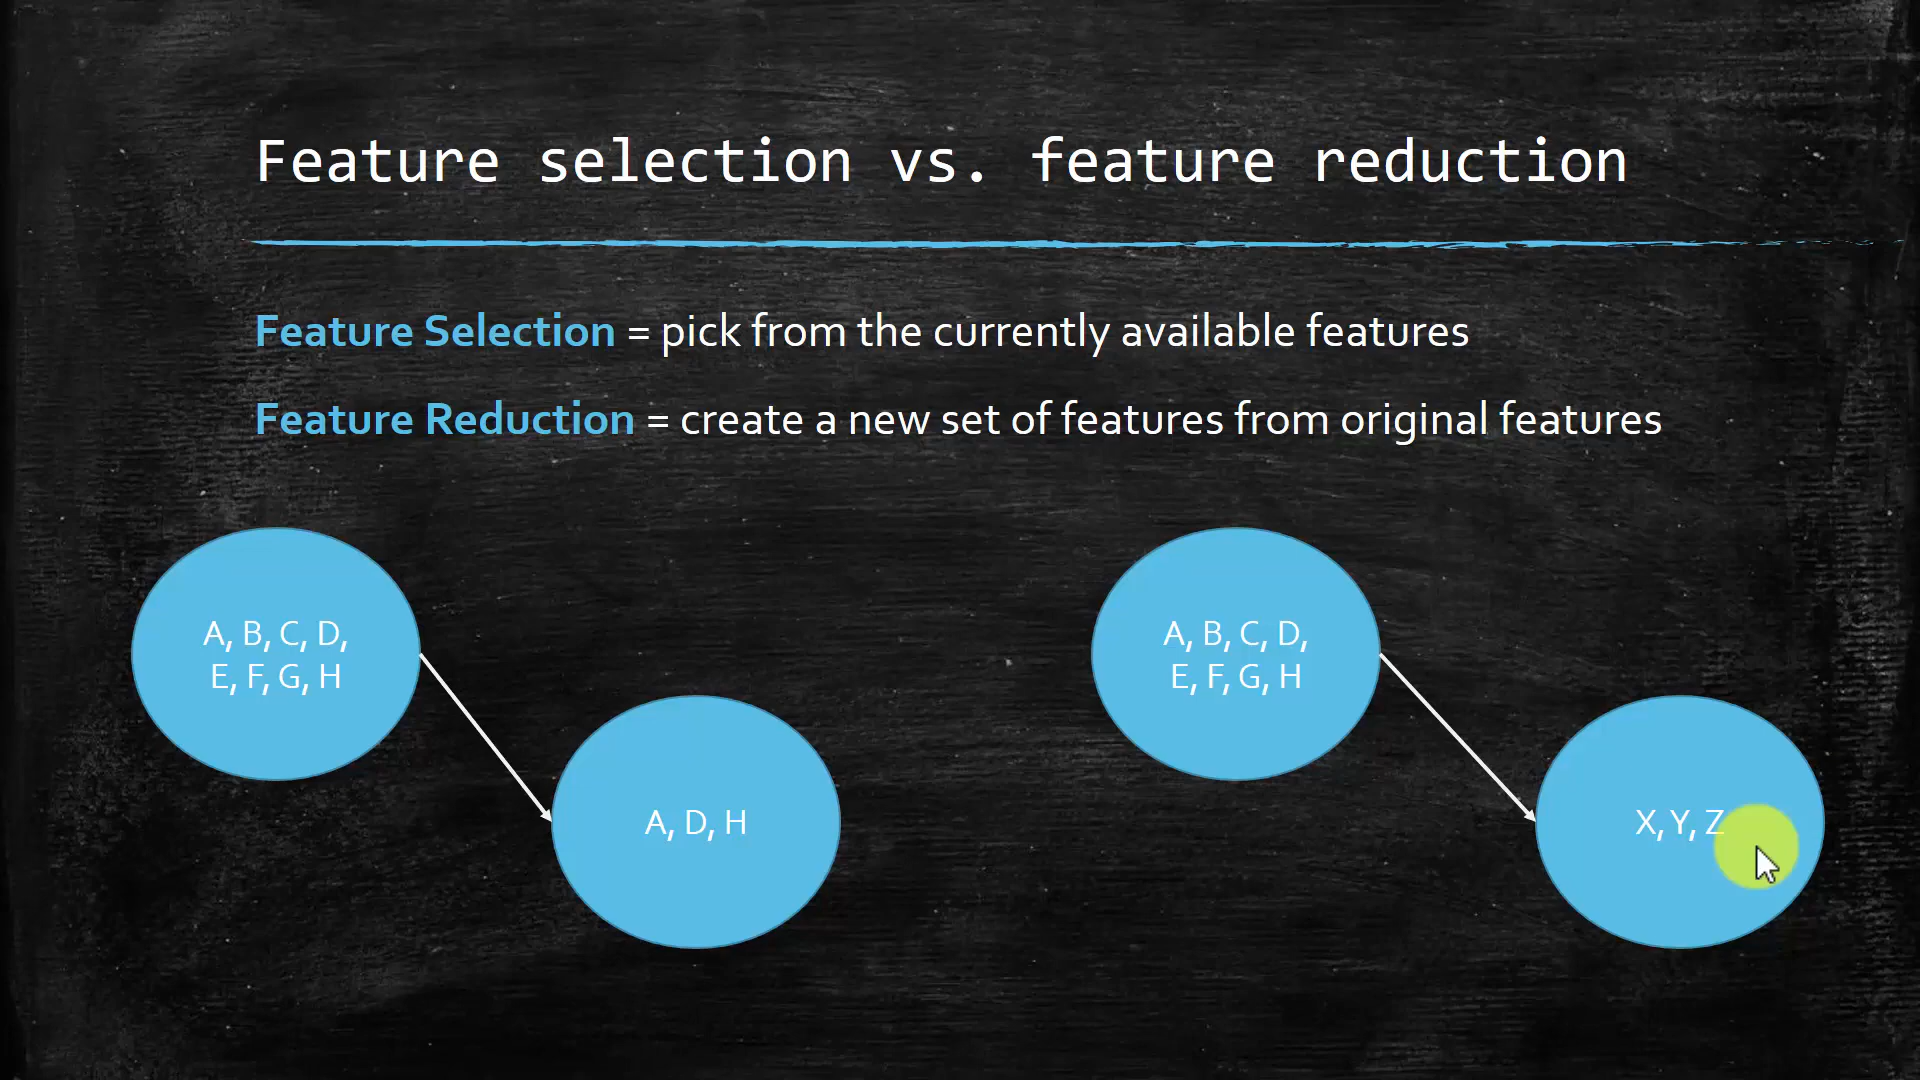 Feature selection vs. feature reduction
Feature Selection = pick from the currently available features
Feature Reduction = create a new set of features from original features
A, B, C, D,
E, F, G, H
A, D, H
A, B, C, D,
E, F, G, H
X, Y, Z